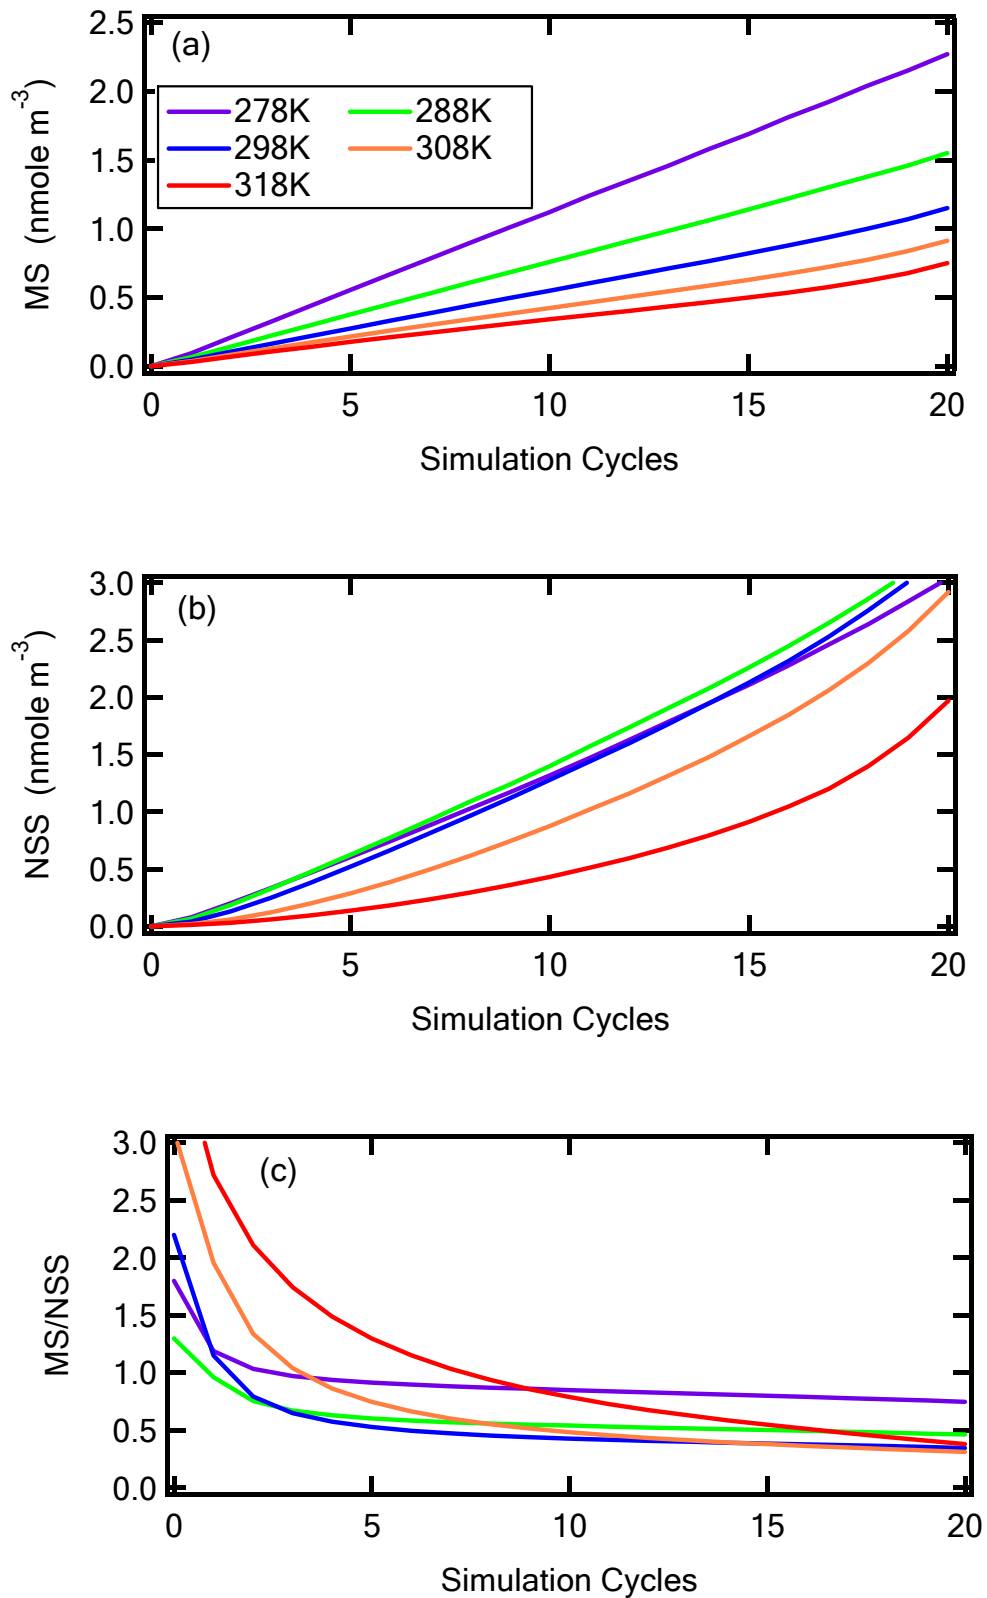 (a)
278K 288K
298K 308K
318K
MS (nmole m-3)
2.5
2.0
1.5
1.0
0.5
0.0
0 5 10 15 20
Simulation Cycles
(b)
NSS (nmole m-3)
3.0
2.5
2.0
1.5
1.0
0.5
0.0
0 5 10 15 20
Simulation Cycles
(c)
MS/NSS
3.0
2.5
2.0
1.5
1.0
0.5
0.0
0 5 10 15 20
Simulation Cycles